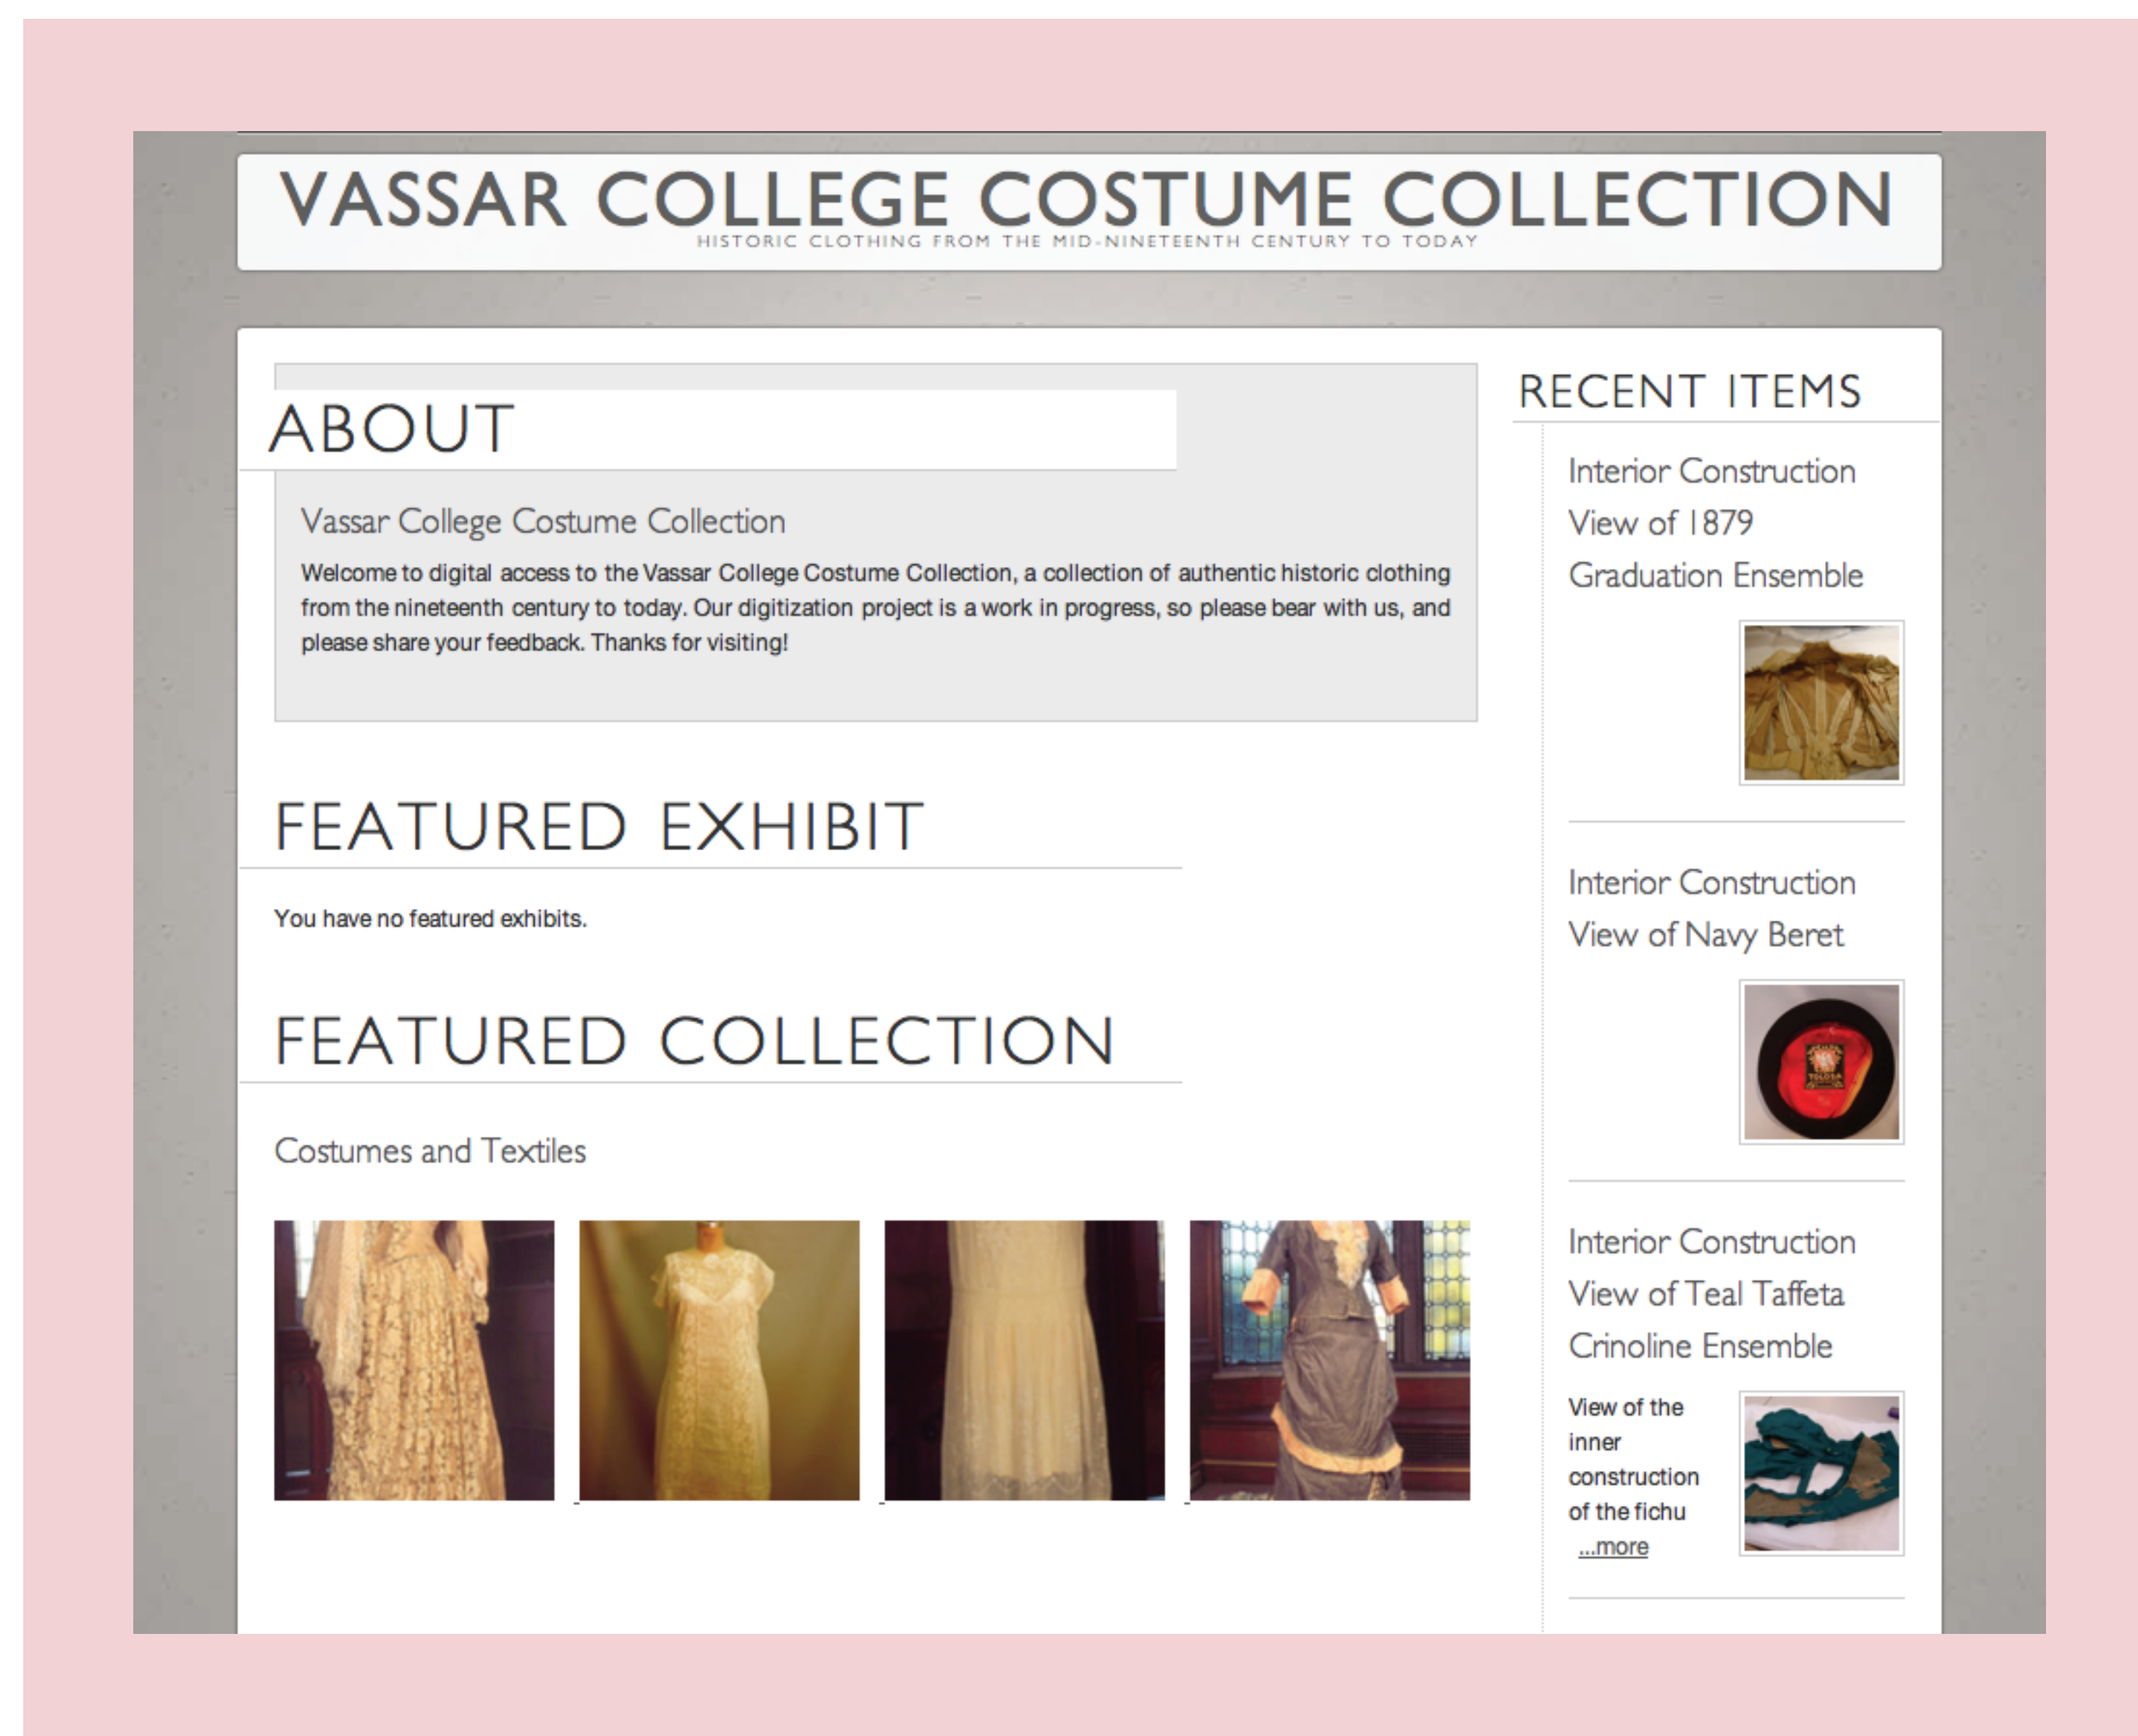 VASSAR COLLEGE COSTUME COLLECTION
HISTORIC CLOTHING FROM THE MID-NINETEENTH CENTURY TO TODAY
ABOUT
Vassar College Costume Collection
Welcome to digital access to the Vassar College Costume Collection, a collection of authentic historic clothing
from the nineteenth century to today. Our digitization project is a work in progress, so please bear with us, and
please share your feedback. Thanks for visiting!
FEATURED EXHIBIT
You have no featured exhibits.
FEATURED COLLECTION
Costumes and Textiles
RECENT ITEMS
Interior Construction
View of 1879
Graduation Ensemble
Interior Construction
View of Navy Beret
TOLOSA
Interior Construction
View of Teal Taffeta
Crinoline Ensemble
View of the
inner
construction
of the fichu
...more